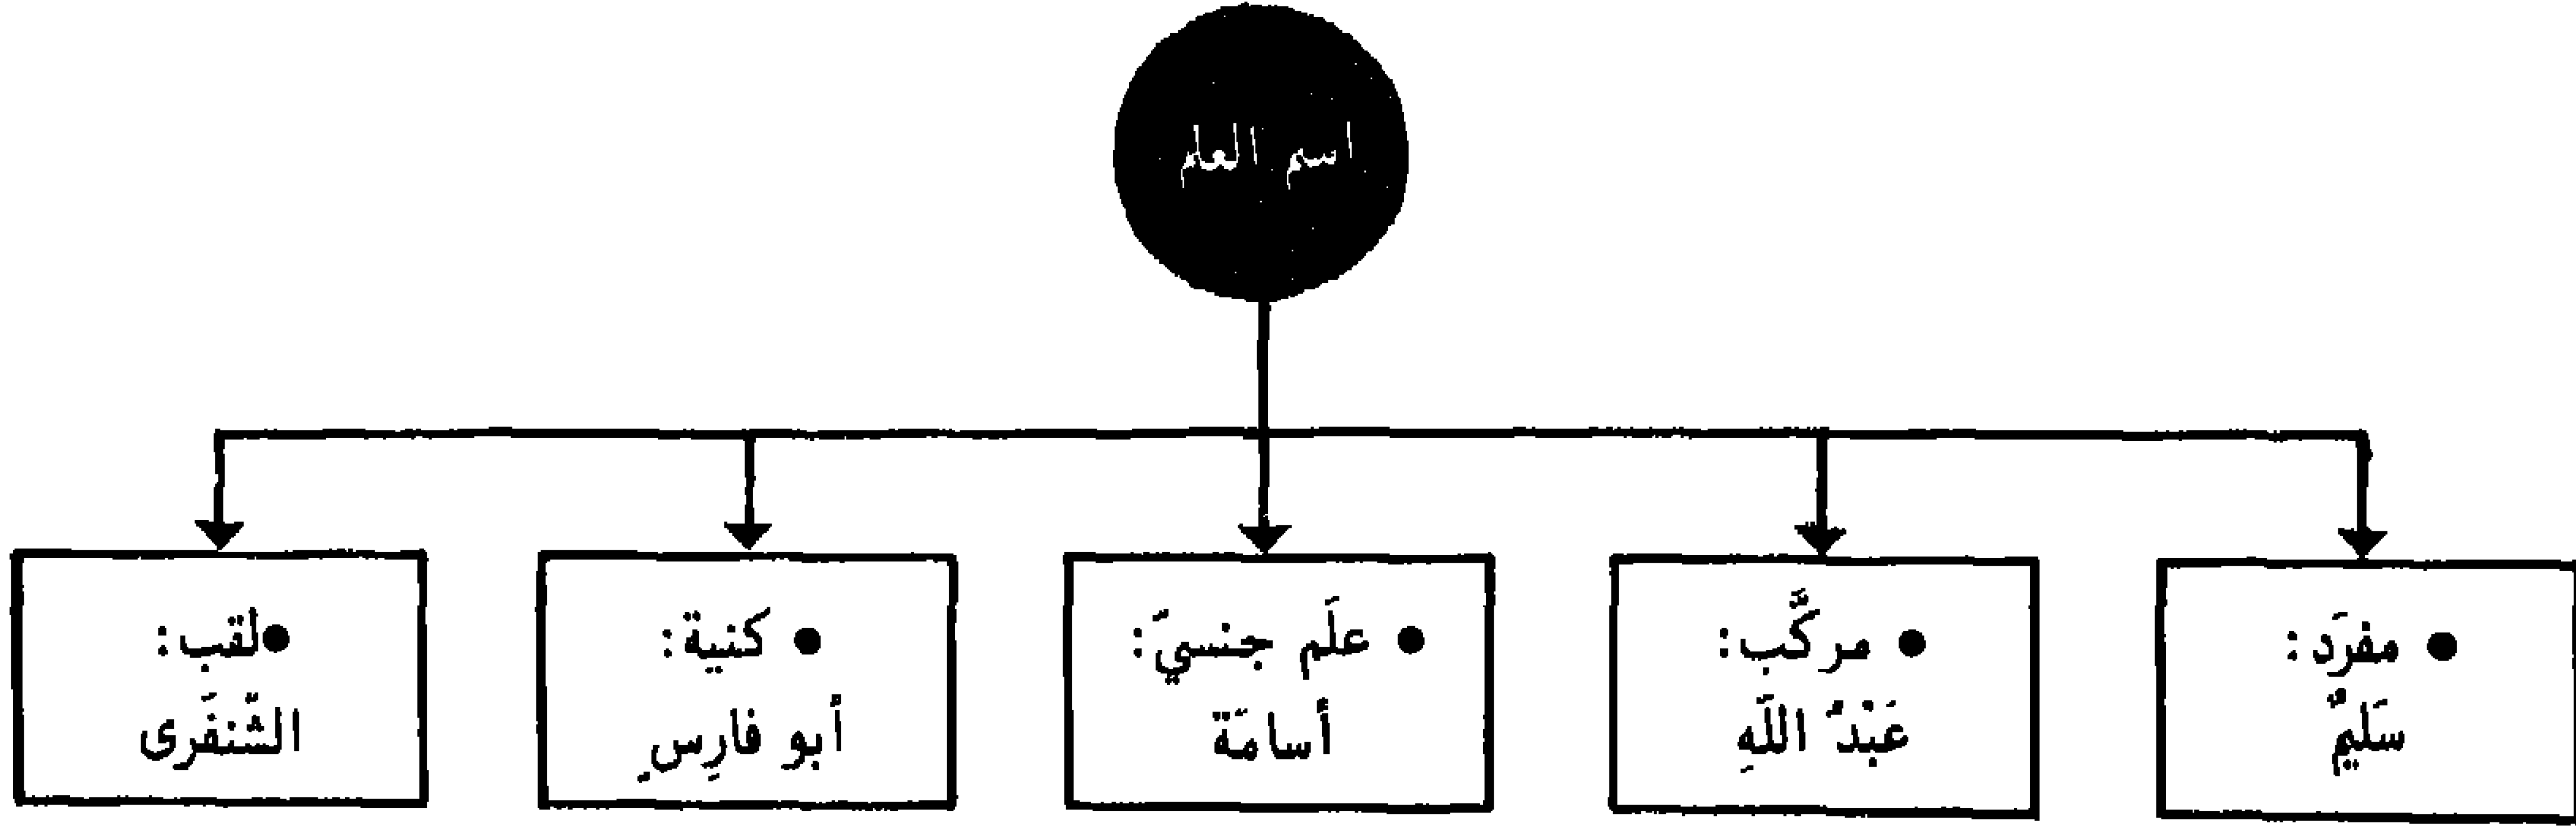 اسم العلم
• مفرَد:
سَليمٌ
• مركَّب:
عَبْدُ اللَّهِ
• علَم جنسيّ:
أسامَة
• كنية:
أبو فارِسٍ
•لقب:
الشّنفَرى